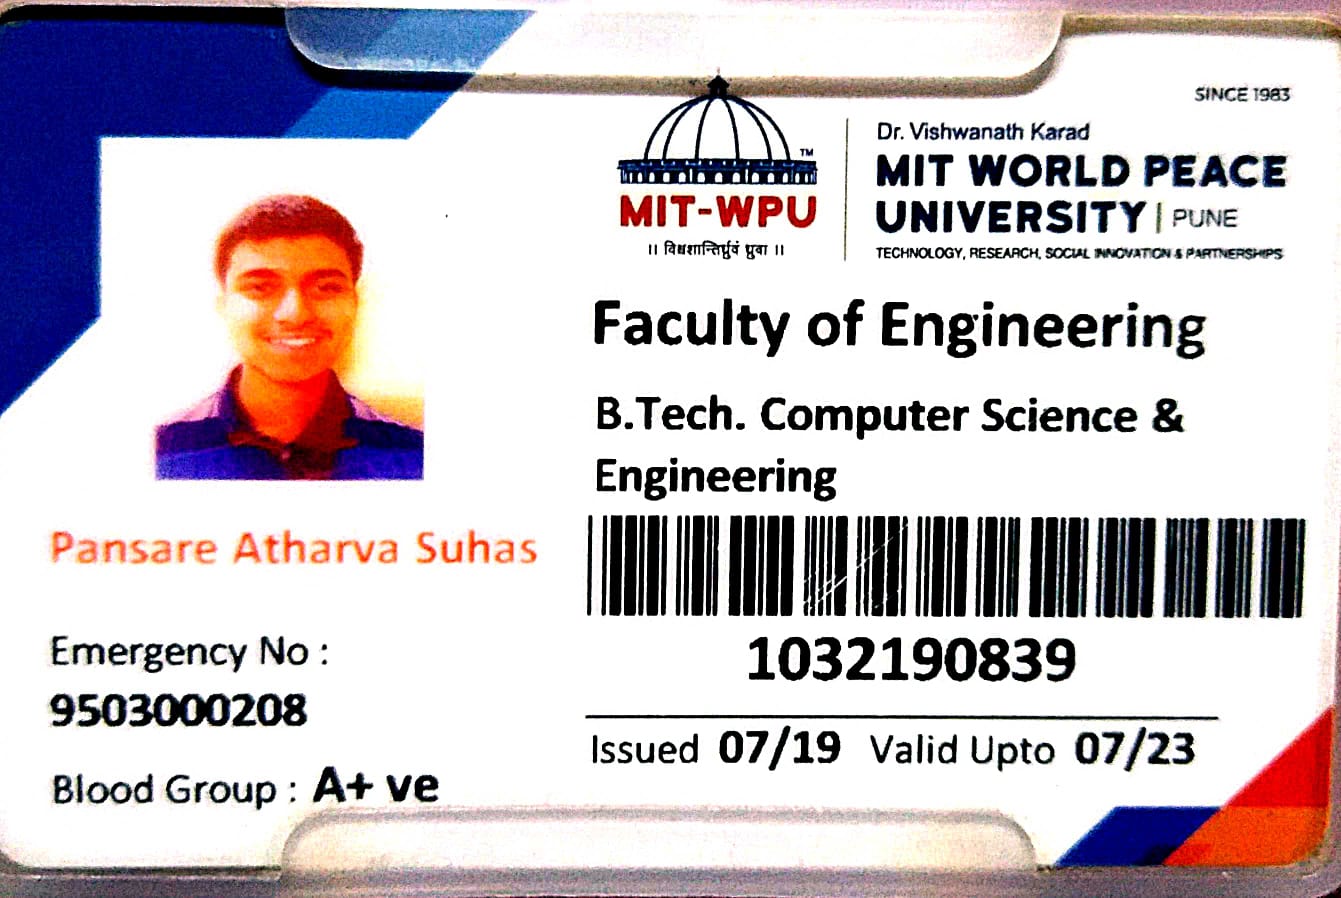 SINCE 1983
Dr. Vishwanath Karad
MIT WORLD PEACE
UNIVERSITY | PUNE
TECHNOLOGY, RESEARCH, SOCIAL INNOVATION & PARTNERSHIPS
TM
MIT-WPU
॥ विश्वशान्तिर्ध्रुवं ध्रुवा ॥
Faculty of Engineering
B.Tech. Computer Science &
Engineering
1032190839
Issued 07/19 Valid Upto 07/23
Pansare Atharva Suhas
Emergency No :
9503000208
Blood Group : A+ ve